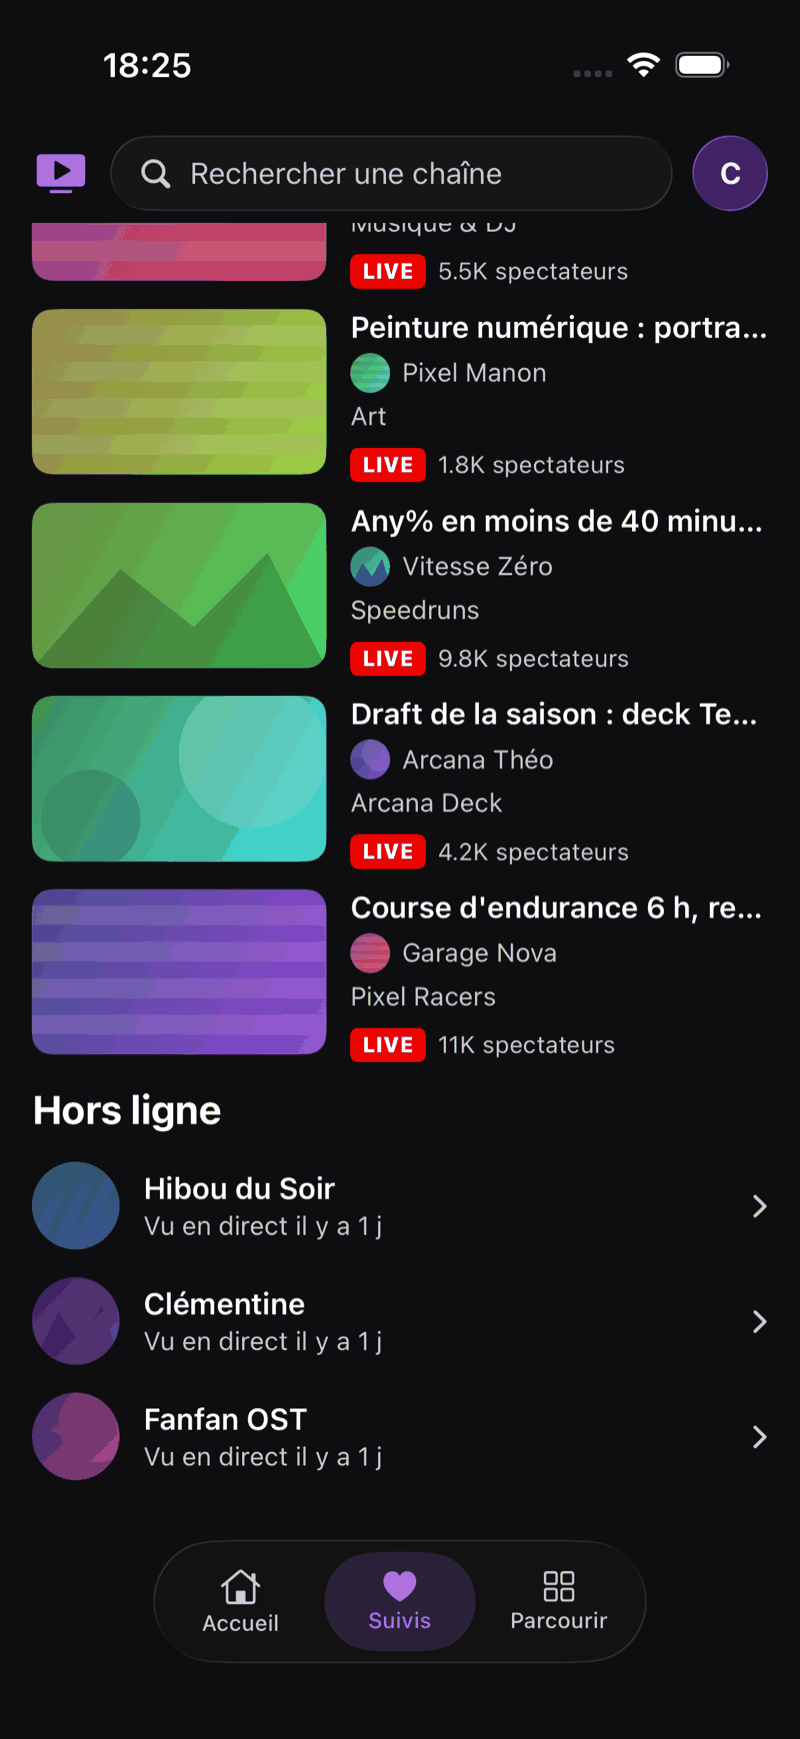 18:25
Rechercher une chaîne
C
Musique & DJ
LIVE 5.5K spectateurs
Peinture numérique : portra...
Pixel Manon
Art
LIVE 1.8K spectateurs
Any% en moins de 40 minu...
Vitesse Zéro
Speedruns
LIVE 9.8K spectateurs
Draft de la saison : deck Te...
Arcana Théo
Arcana Deck
LIVE 4.2K spectateurs
Course d'endurance 6 h, re...
Garage Nova
Pixel Racers
LIVE 11K spectateurs
Hors ligne
Hibou du Soir
Vu en direct il y a 1 j
Clémentine
Vu en direct il y a 1 j
Fanfan OST
Vu en direct il y a 1 j
Accueil
Suivis
Parcourir